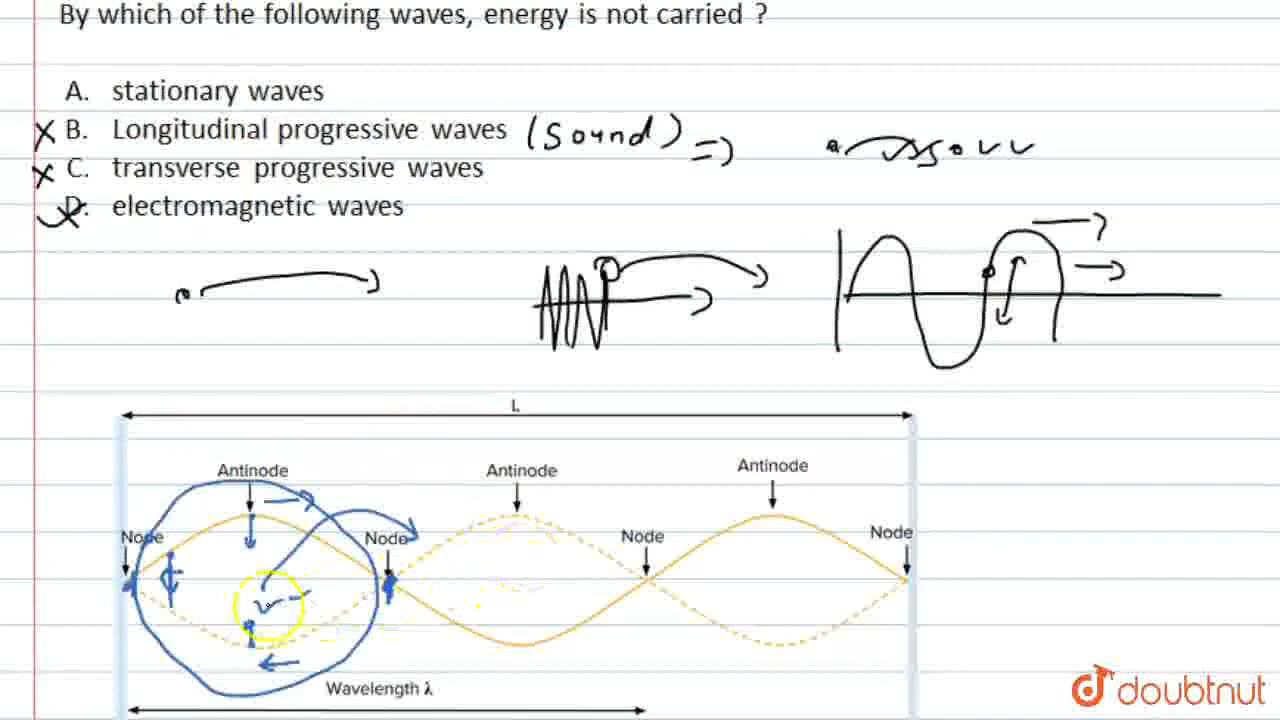 By which of the following waves, energy is not carried ?
A. stationary waves
B. Longitudinal progressive waves (Sound) =>
C. transverse progressive waves
D. electromagnetic waves
L
Antinode Antinode Antinode
Node Node Node Node
Wavelength λ
doubtnut